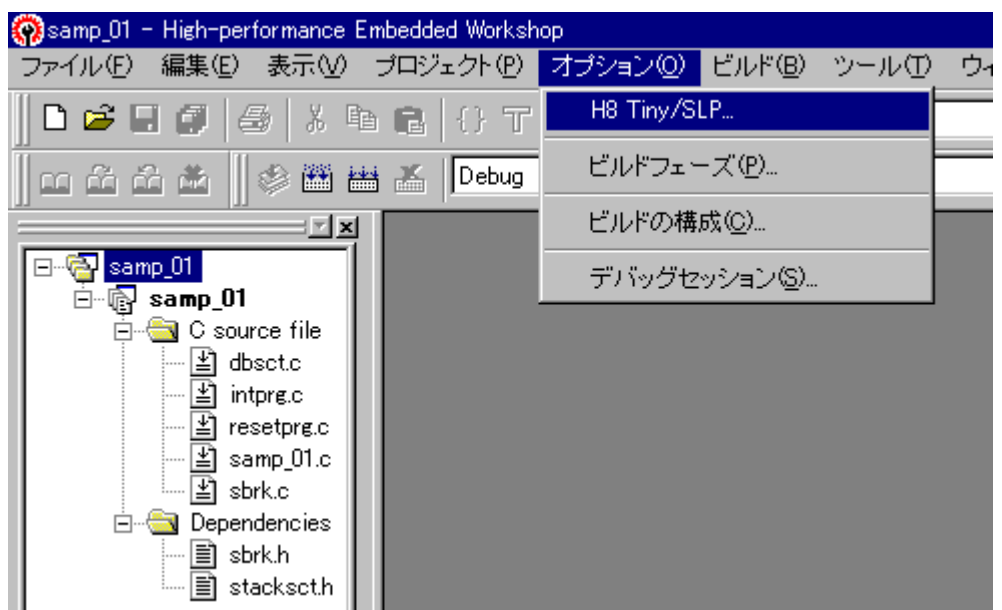 samp_01 - High-performance Embedded Workshop
ファイル(F) 編集(E) 表示(V) プロジェクト(P) オプション(O) ビルド(B) ツール(T)
H8 Tiny/SLP...
ビルドフェーズ(P)...
Debug
ビルドの構成(C)...
デバッグセッション(S)...
samp_01
samp_01
C source file
dbsct.c
intprg.c
resetprg.c
samp_01.c
sbrk.c
Dependencies
sbrk.h
stacksct.h